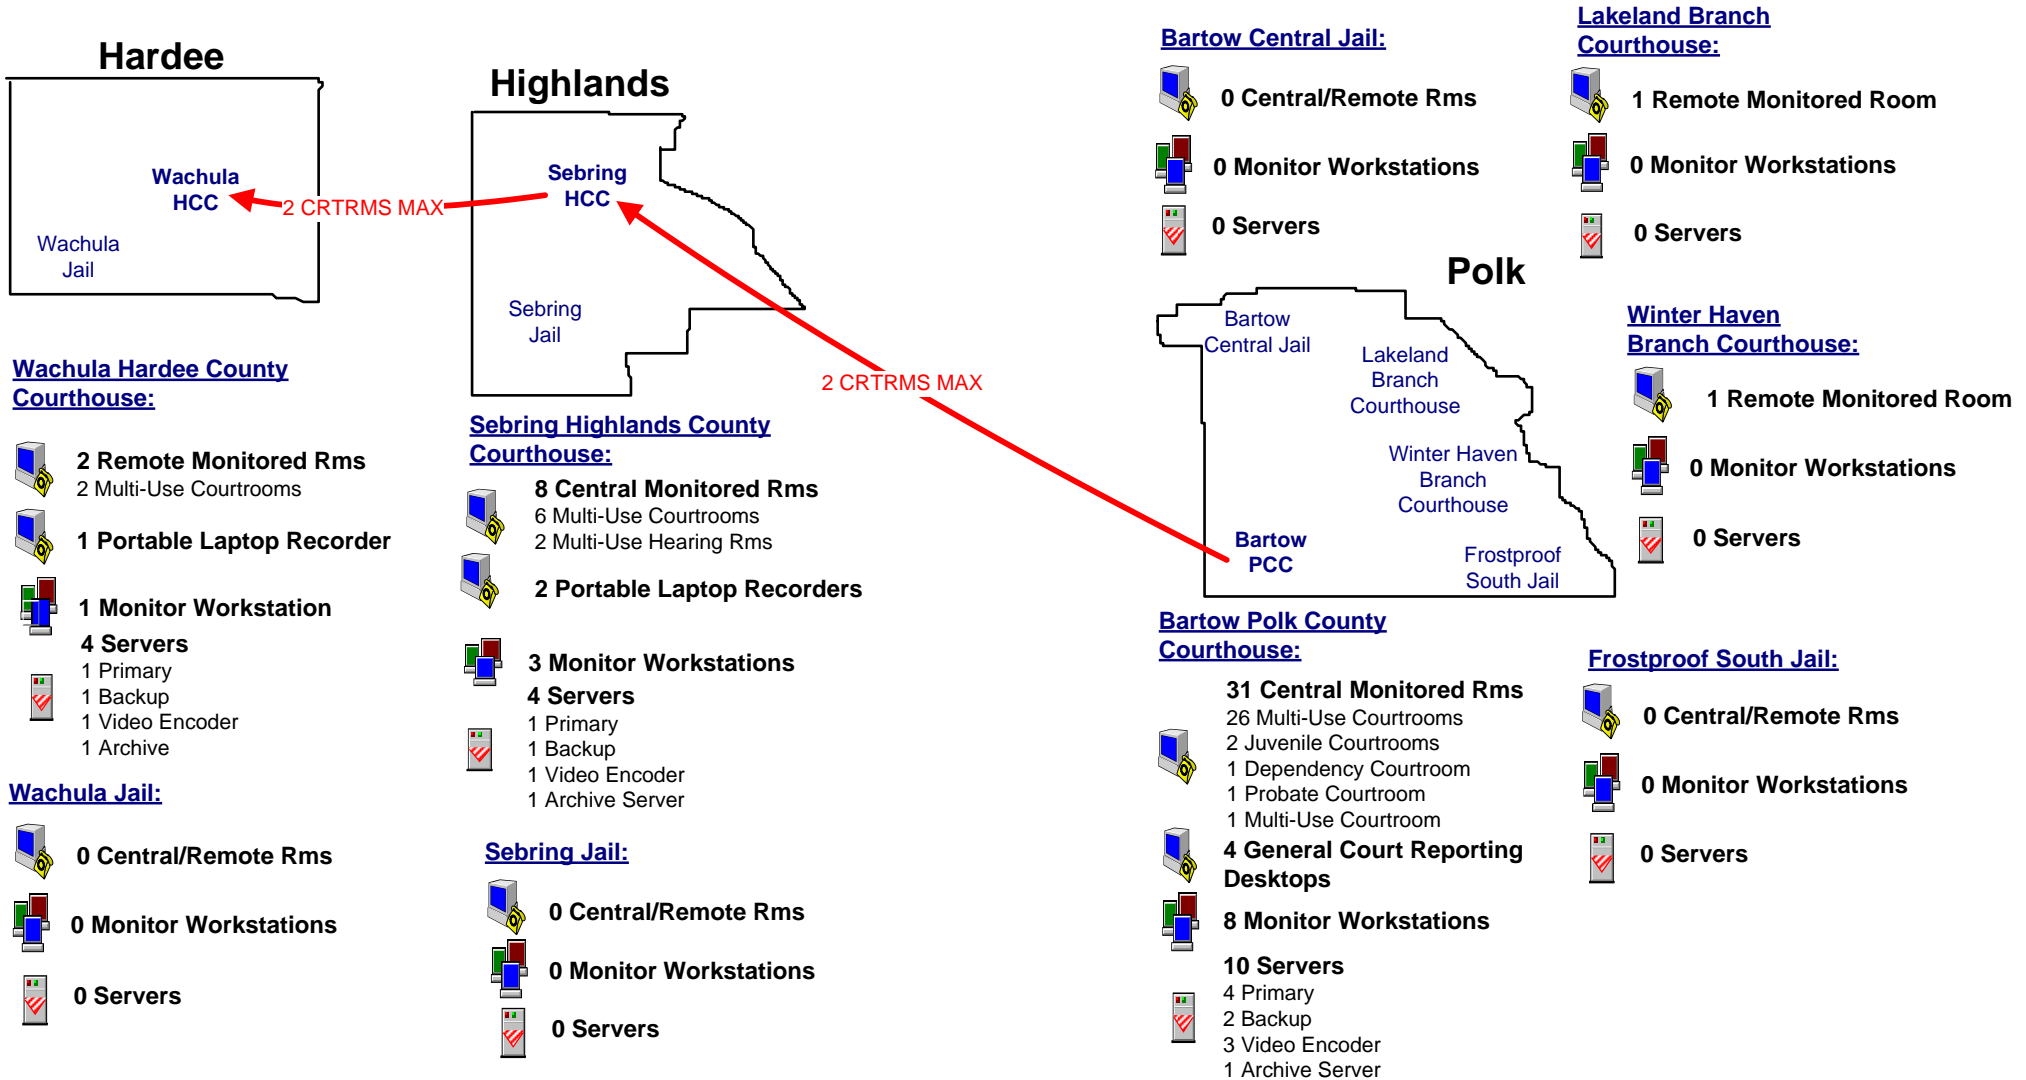 Hardee
Wachula
HCC
Wachula
Jail
2 CRTRMS MAX
Highlands
Sebring
HCC
Sebring
Jail
2 CRTRMS MAX
Polk
Bartow
Central Jail
Lakeland
Branch
Courthouse
Winter Haven
Branch
Courthouse
Bartow
PCC
Frostproof
South Jail
Wachula Hardee County
Courthouse:
2 Remote Monitored Rms
2 Multi-Use Courtrooms
1 Portable Laptop Recorder
1 Monitor Workstation
4 Servers
1 Primary
1 Backup
1 Video Encoder
1 Archive
Wachula Jail:
0 Central/Remote Rms
0 Monitor Workstations
0 Servers
Sebring Highlands County
Courthouse:
8 Central Monitored Rms
6 Multi-Use Courtrooms
2 Multi-Use Hearing Rms
2 Portable Laptop Recorders
3 Monitor Workstations
4 Servers
1 Primary
1 Backup
1 Video Encoder
1 Archive Server
Sebring Jail:
0 Central/Remote Rms
0 Monitor Workstations
0 Servers
Bartow Central Jail:
0 Central/Remote Rms
0 Monitor Workstations
0 Servers
Lakeland Branch
Courthouse:
1 Remote Monitored Room
0 Monitor Workstations
0 Servers
Winter Haven
Branch Courthouse:
1 Remote Monitored Room
0 Monitor Workstations
0 Servers
Bartow Polk County
Courthouse:
31 Central Monitored Rms
26 Multi-Use Courtrooms
2 Juvenile Courtrooms
1 Dependency Courtroom
1 Probate Courtroom
1 Multi-Use Courtroom
4 General Court Reporting
Desktops
8 Monitor Workstations
10 Servers
4 Primary
2 Backup
3 Video Encoder
1 Archive Server
Frostproof South Jail:
0 Central/Remote Rms
0 Monitor Workstations
0 Servers